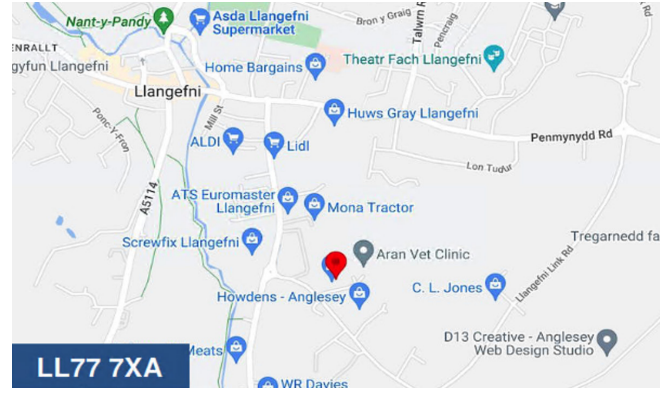 Nant-y-Pandy
Asda Llangefni
Supermarket
Bron y Graig
Talwrn R
Pencraig
ENRALLT
gyfun Llangefni
Home Bargains
Theatr Fach Llangefni
Llangefni
Mill St
Huws Gray Llangefni
Penmynydd Rd
Ponc-Y-Fron
ALDI
Lidl
Lon Tudur
A5114
ATS Euromaster
Llangefni
Mona Tractor
Screwfix Llangefni
Tregarnedd fa
Aran Vet Clinic
Llangefni Link Rd
Howdens - Anglesey
C. L. Jones
D13 Creative - Anglesey
Web Design Studio
Meats
LL77 7XA
WR Davies